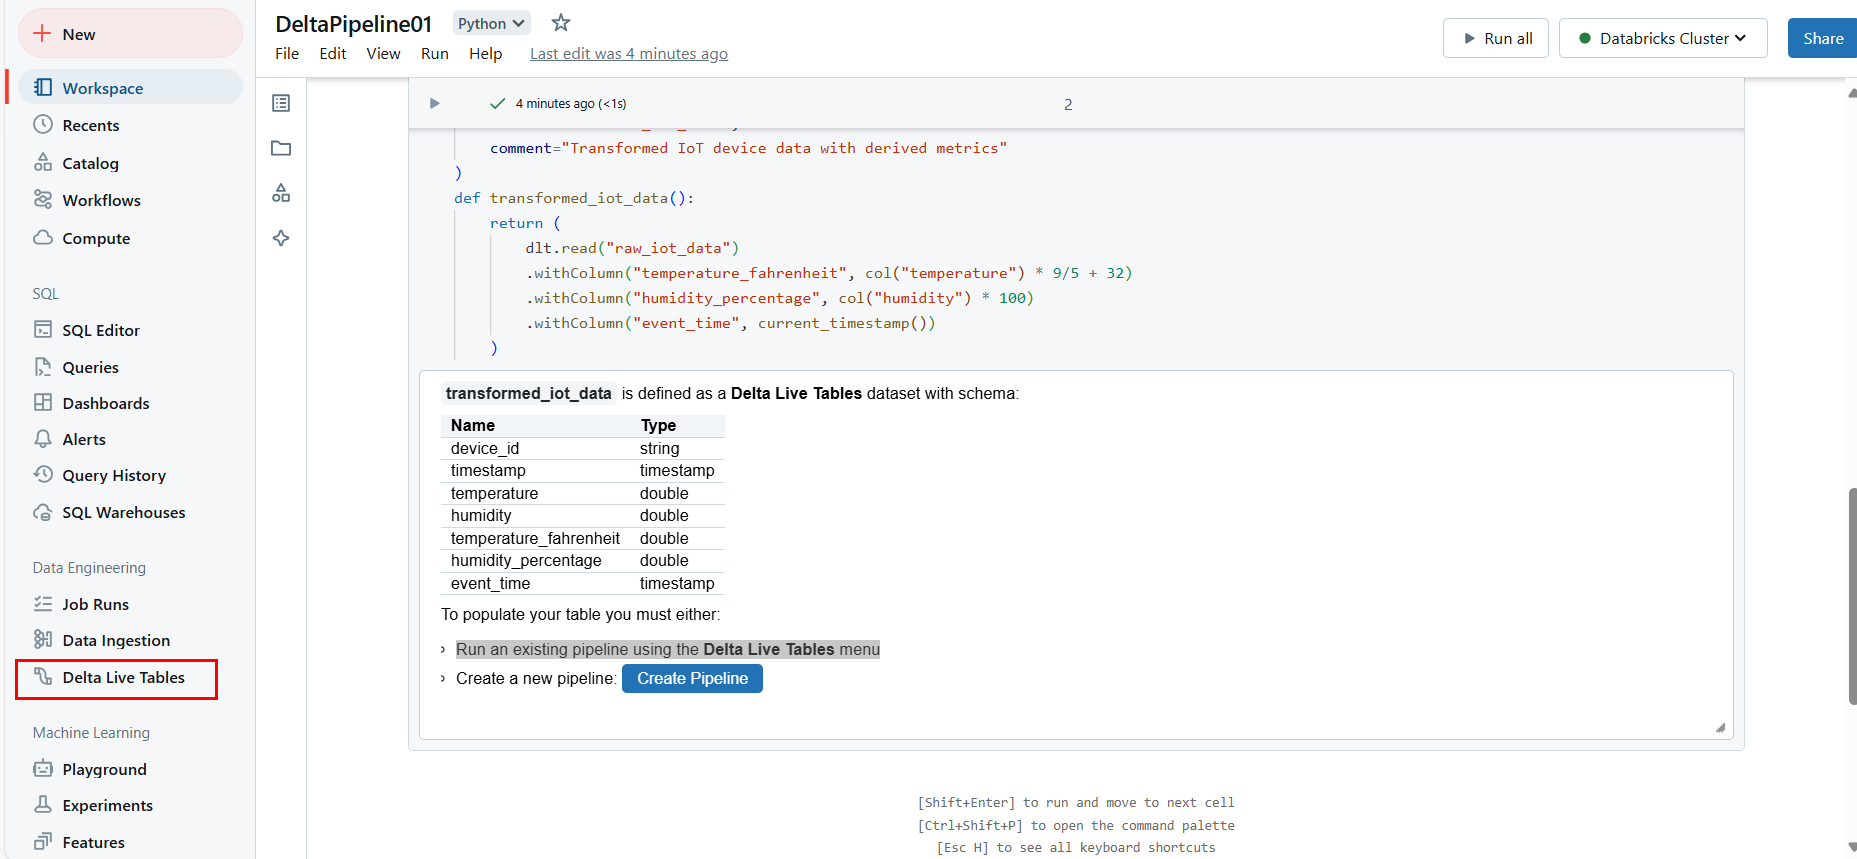 New
Workspace
Recents
Catalog
Workflows
Compute
SQL
SQL Editor
Queries
Dashboards
Alerts
Query History
SQL Warehouses
Data Engineering
Job Runs
Data Ingestion
Delta Live Tables
Machine Learning
Playground
Experiments
Features
DeltaPipeline01 Python
File Edit View Run Help Last edit was 4 minutes ago
Run all Databricks Cluster Share
4 minutes ago (<1s) 2
comment="Transformed IoT device data with derived metrics"
)
def transformed_iot_data():
return (
dlt.read("raw_iot_data")
.withColumn("temperature_fahrenheit", col("temperature") * 9/5 + 32)
.withColumn("humidity_percentage", col("humidity") * 100)
.withColumn("event_time", current_timestamp())
)
transformed_iot_data is defined as a Delta Live Tables dataset with schema:
Name Type
device_id string
timestamp timestamp
temperature double
humidity double
temperature_fahrenheit double
humidity_percentage double
event_time timestamp
To populate your table you must either:
› Run an existing pipeline using the Delta Live Tables menu
› Create a new pipeline: Create Pipeline
[Shift+Enter] to run and move to next cell
[Ctrl+Shift+P] to open the command palette
[Esc H] to see all keyboard shortcuts